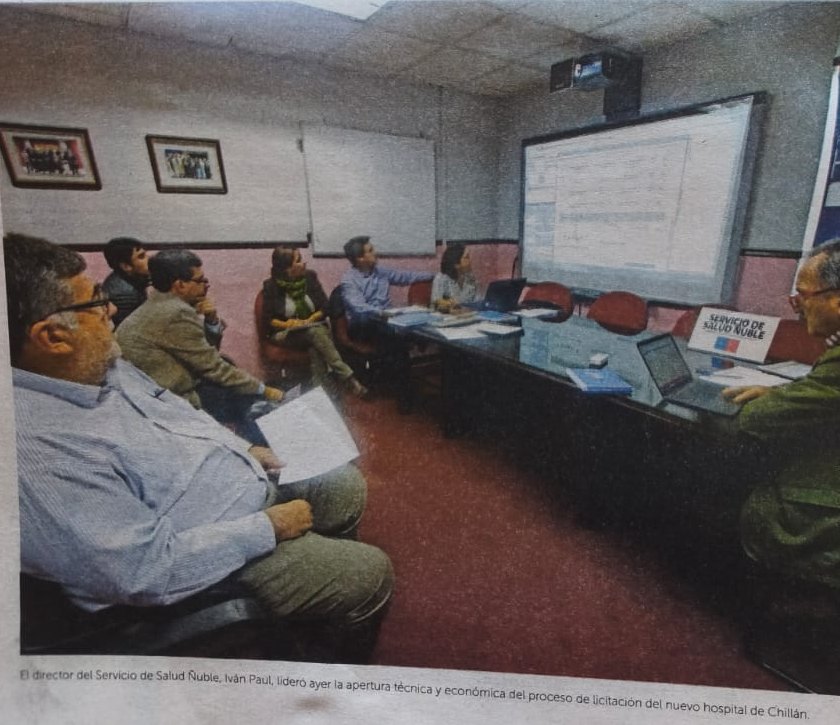 SERVICIO DE
SALUD ÑUBLE
El director del Servicio de Salud Ñuble, Iván Paul, lideró ayer la apertura técnica y económica del proceso de licitación del nuevo hospital de Chillán.